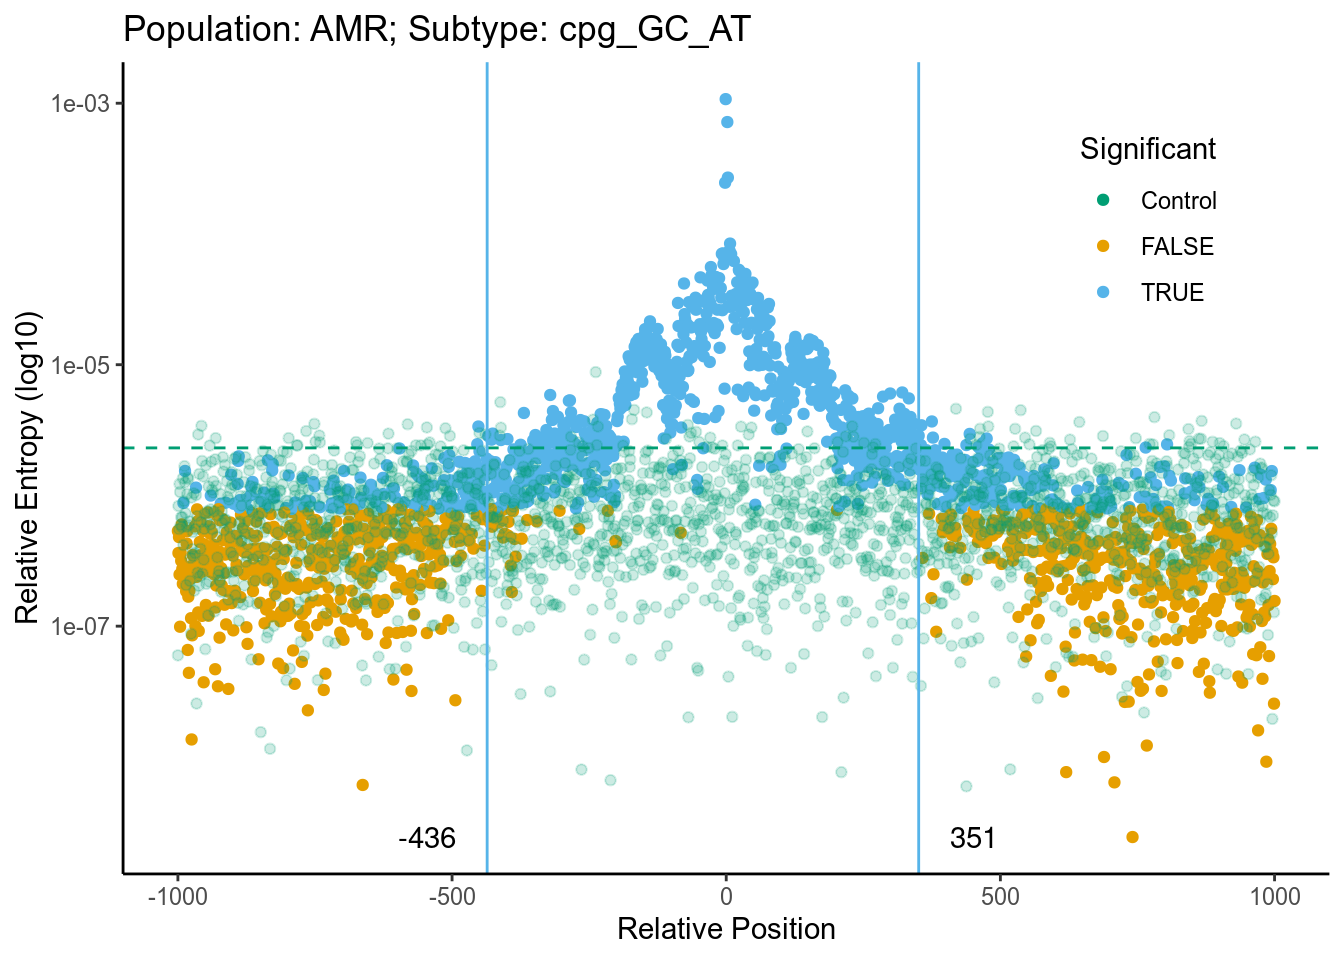 Population: AMR; Subtype: cpg_GC_AT
1e-03
1e-05
1e-07
Relative Entropy (log10)
Significant
Control
FALSE
TRUE
-436
351
-1000
-500
0
500
1000
Relative Position